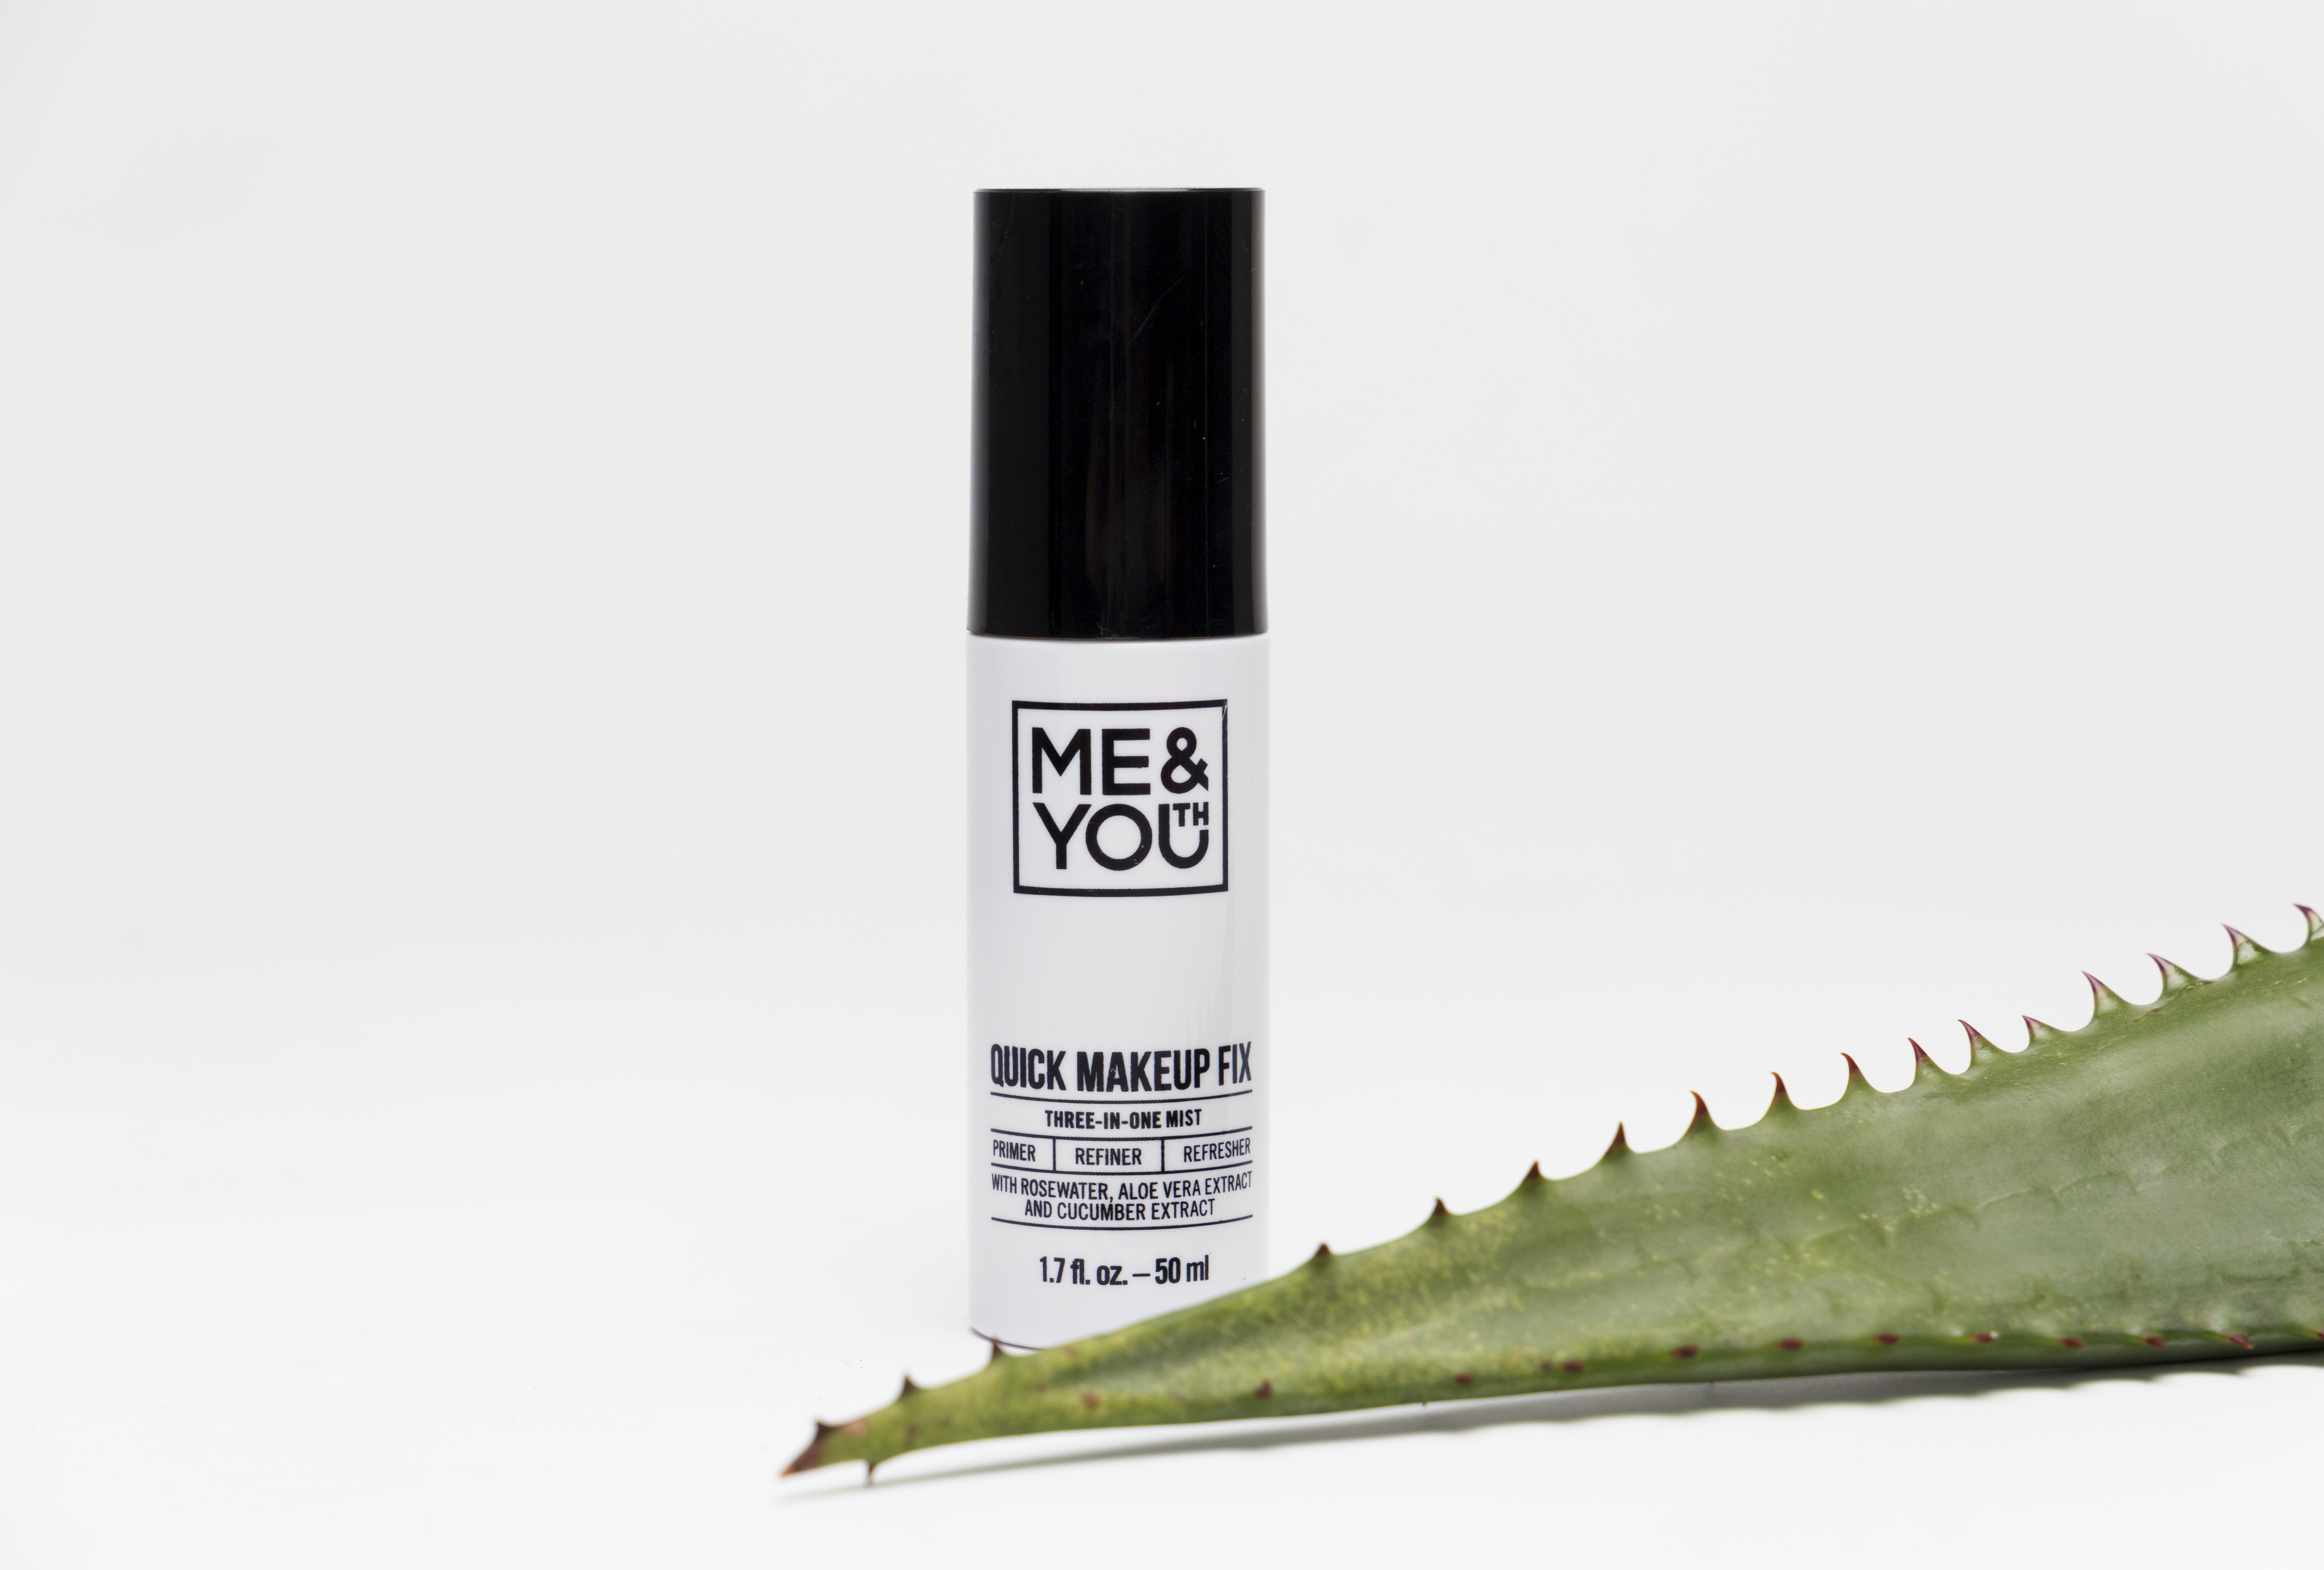 ME&
YOUTH
QUICK MAKEUP FIX
THREE-IN-ONE MIST
PRIMER REFINER REFRESHER
WITH ROSEWATER, ALOE VERA EXTRACT
AND CUCUMBER EXTRACT
1.7 fl. oz. – 50 ml